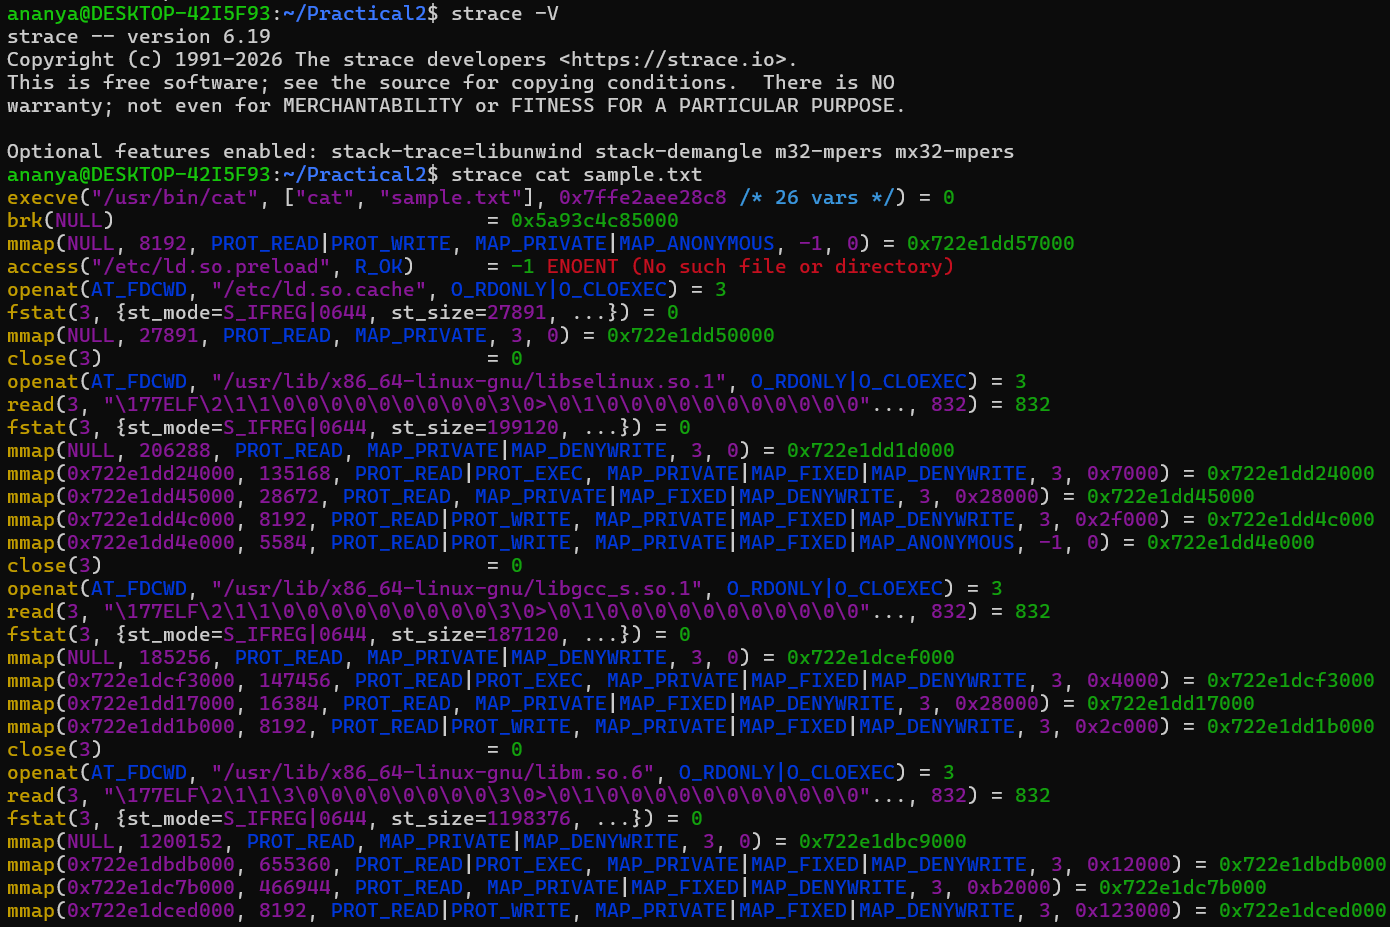 ananya@DESKTOP-42I5F93:~/Practical2$ strace -V
strace -- version 6.19
Copyright (c) 1991-2026 The strace developers <https://strace.io>.
This is free software; see the source for copying conditions.  There is NO
warranty; not even for MERCHANTABILITY or FITNESS FOR A PARTICULAR PURPOSE.

Optional features enabled: stack-trace=libunwind stack-demangle m32-mpers mx32-mpers
ananya@DESKTOP-42I5F93:~/Practical2$ strace cat sample.txt
execve("/usr/bin/cat", ["cat", "sample.txt"], 0x7ffe2aee28c8 /* 26 vars */) = 0
brk(NULL)                               = 0x5a93c4c85000
mmap(NULL, 8192, PROT_READ|PROT_WRITE, MAP_PRIVATE|MAP_ANONYMOUS, -1, 0) = 0x722e1dd57000
access("/etc/ld.so.preload", R_OK)      = -1 ENOENT (No such file or directory)
openat(AT_FDCWD, "/etc/ld.so.cache", O_RDONLY|O_CLOEXEC) = 3
fstat(3, {st_mode=S_IFREG|0644, st_size=27891, ...}) = 0
mmap(NULL, 27891, PROT_READ, MAP_PRIVATE, 3, 0) = 0x722e1dd50000
close(3)                                = 0
openat(AT_FDCWD, "/usr/lib/x86_64-linux-gnu/libselinux.so.1", O_RDONLY|O_CLOEXEC) = 3
read(3, "\177ELF\2\1\1\0\0\0\0\0\0\0\0\0\3\0>\0\1\0\0\0\0\0\0\0\0\0\0\0"..., 832) = 832
fstat(3, {st_mode=S_IFREG|0644, st_size=199120, ...}) = 0
mmap(NULL, 206288, PROT_READ, MAP_PRIVATE|MAP_DENYWRITE, 3, 0) = 0x722e1dd1d000
mmap(0x722e1dd24000, 135168, PROT_READ|PROT_EXEC, MAP_PRIVATE|MAP_FIXED|MAP_DENYWRITE, 3, 0x7000) = 0x722e1dd24000
mmap(0x722e1dd45000, 28672, PROT_READ, MAP_PRIVATE|MAP_FIXED|MAP_DENYWRITE, 3, 0x28000) = 0x722e1dd45000
mmap(0x722e1dd4c000, 8192, PROT_READ|PROT_WRITE, MAP_PRIVATE|MAP_FIXED|MAP_DENYWRITE, 3, 0x2f000) = 0x722e1dd4c000
mmap(0x722e1dd4e000, 5584, PROT_READ|PROT_WRITE, MAP_PRIVATE|MAP_FIXED|MAP_ANONYMOUS, -1, 0) = 0x722e1dd4e000
close(3)                                = 0
openat(AT_FDCWD, "/usr/lib/x86_64-linux-gnu/libgcc_s.so.1", O_RDONLY|O_CLOEXEC) = 3
read(3, "\177ELF\2\1\1\0\0\0\0\0\0\0\0\0\3\0>\0\1\0\0\0\0\0\0\0\0\0\0\0"..., 832) = 832
fstat(3, {st_mode=S_IFREG|0644, st_size=187120, ...}) = 0
mmap(NULL, 185256, PROT_READ, MAP_PRIVATE|MAP_DENYWRITE, 3, 0) = 0x722e1dcef000
mmap(0x722e1dcf3000, 147456, PROT_READ|PROT_EXEC, MAP_PRIVATE|MAP_FIXED|MAP_DENYWRITE, 3, 0x4000) = 0x722e1dcf3000
mmap(0x722e1dd17000, 16384, PROT_READ, MAP_PRIVATE|MAP_FIXED|MAP_DENYWRITE, 3, 0x28000) = 0x722e1dd17000
mmap(0x722e1dd1b000, 8192, PROT_READ|PROT_WRITE, MAP_PRIVATE|MAP_FIXED|MAP_DENYWRITE, 3, 0x2c000) = 0x722e1dd1b000
close(3)                                = 0
openat(AT_FDCWD, "/usr/lib/x86_64-linux-gnu/libm.so.6", O_RDONLY|O_CLOEXEC) = 3
read(3, "\177ELF\2\1\1\3\0\0\0\0\0\0\0\0\3\0>\0\1\0\0\0\0\0\0\0\0\0\0\0"..., 832) = 832
fstat(3, {st_mode=S_IFREG|0644, st_size=1198376, ...}) = 0
mmap(NULL, 1200152, PROT_READ, MAP_PRIVATE|MAP_DENYWRITE, 3, 0) = 0x722e1dbc9000
mmap(0x722e1dbdb000, 655360, PROT_READ|PROT_EXEC, MAP_PRIVATE|MAP_FIXED|MAP_DENYWRITE, 3, 0x12000) = 0x722e1dbdb000
mmap(0x722e1dc7b000, 466944, PROT_READ, MAP_PRIVATE|MAP_FIXED|MAP_DENYWRITE, 3, 0xb2000) = 0x722e1dc7b000
mmap(0x722e1dced000, 8192, PROT_READ|PROT_WRITE, MAP_PRIVATE|MAP_FIXED|MAP_DENYWRITE, 3, 0x123000) = 0x722e1dced000